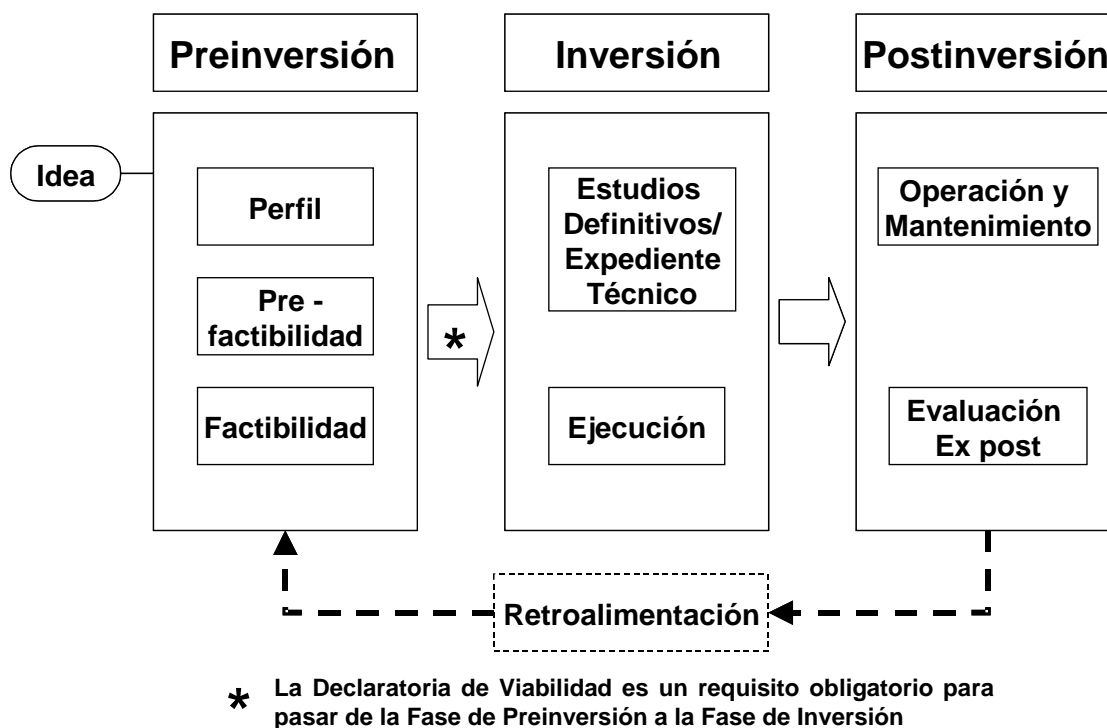 Preinversión
Inversión
Postinversión
Idea
Perfil
Pre -
factibilidad
Factibilidad
*
Estudios
Definitivos/
Expediente
Técnico
Ejecución
Operación y
Mantenimiento
Evaluación
Ex post
Retroalimentación
* La Declaratoria de Viabilidad es un requisito obligatorio para
pasar de la Fase de Preinversión a la Fase de Inversión